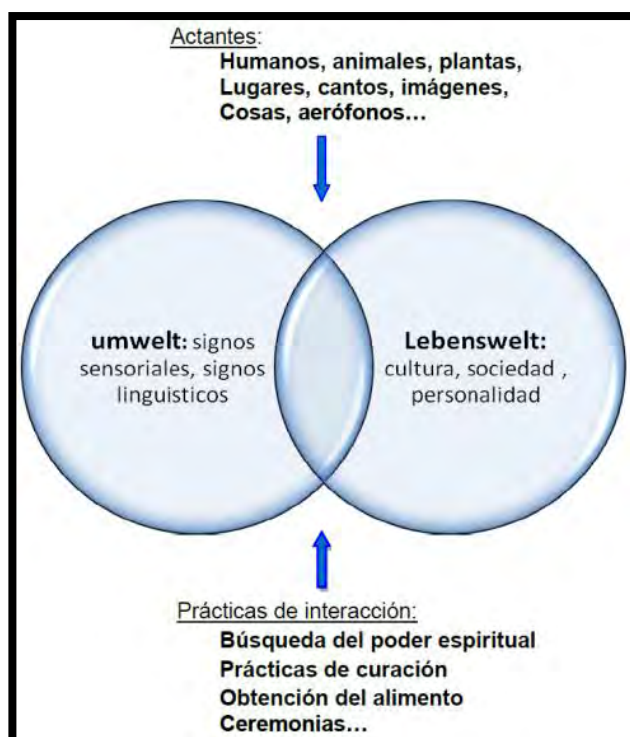 Actantes:
Humanos, animales, plantas,
Lugares, cantos, imágenes,
Cosas, aerófonos…
umwelt: signos
sensoriales, signos
linguisticos
Lebenswelt:
cultura, sociedad ,
personalidad
Prácticas de interacción:
Búsqueda del poder espiritual
Prácticas de curación
Obtención del alimento
Ceremonias…